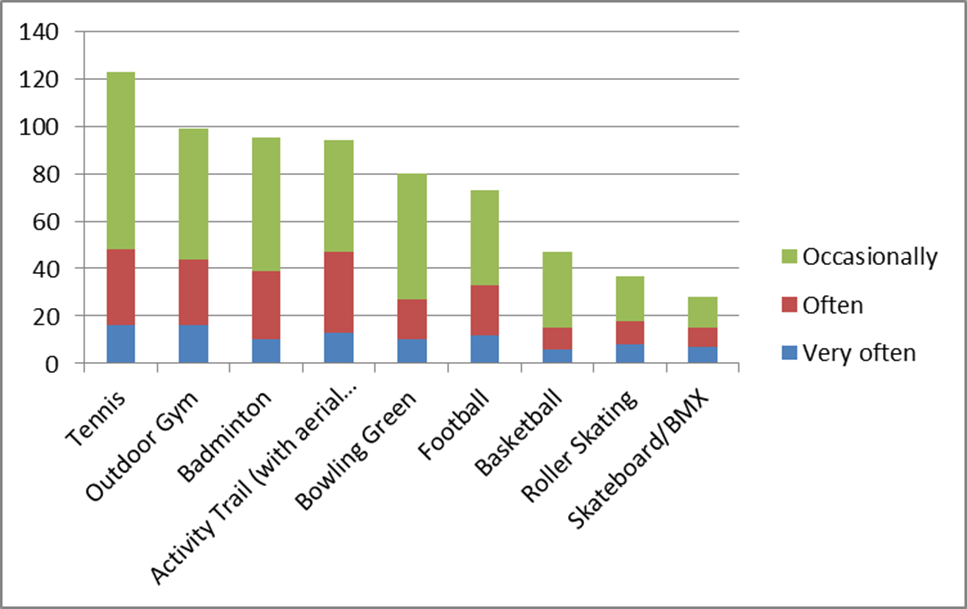 140
120
100
80
60
40
20
0
Tennis
Outdoor Gym
Badminton
Activity Trail (with aerial...
Bowling Green
Football
Basketball
Roller Skating
Skateboard/BMX
Occasionally
Often
Very often